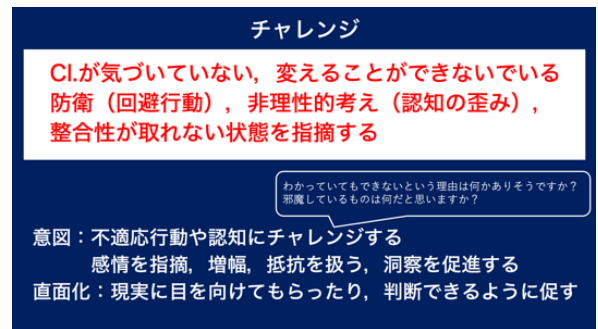 チャレンジ
Cl.が気づいていない，変えることができないでいる
防衛（回避行動），非理性的考え（認知の歪み），
整合性が取れない状態を指摘する
わかっていてもできないという理由は何かありそうですか？
邪魔しているものは何だと思いますか？
意図：不適応行動や認知にチャレンジする
感情を指摘，増幅，抵抗を扱う，洞察を促進する
直面化：現実に目を向けてもらったり，判断できるように促す